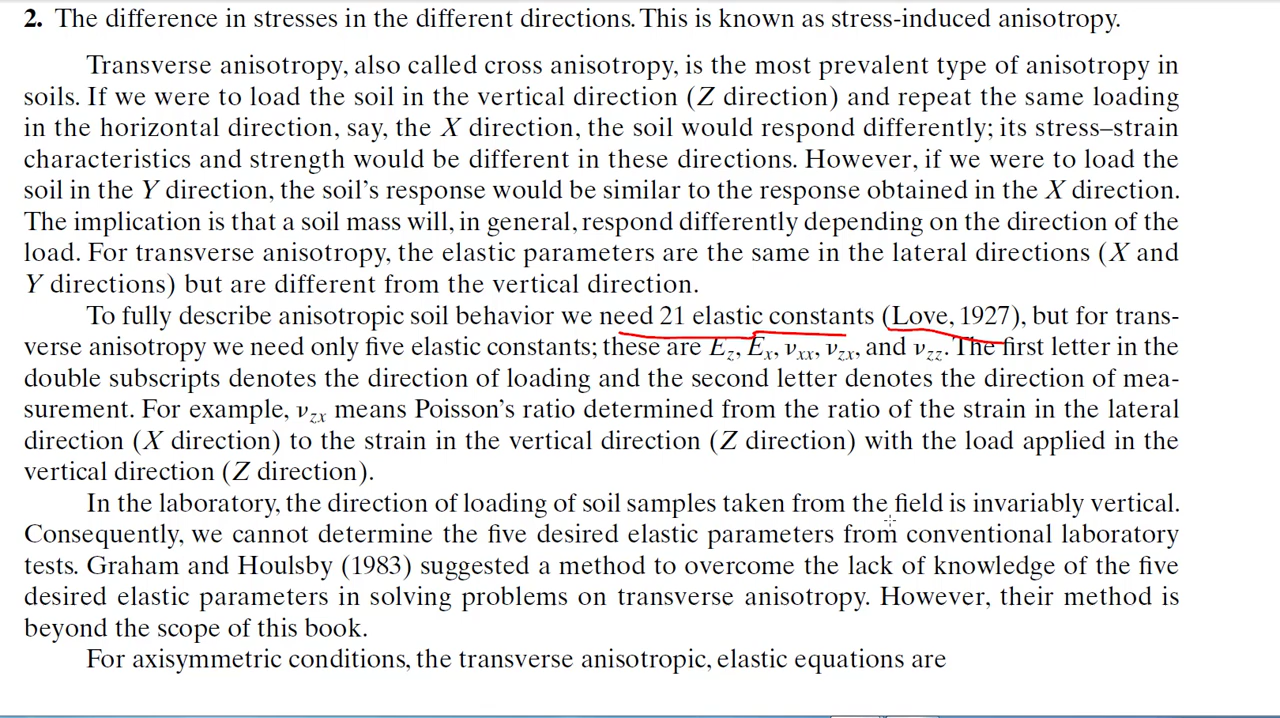 2. The difference in stresses in the different directions. This is known as stress-induced anisotropy.
Transverse anisotropy, also called cross anisotropy, is the most prevalent type of anisotropy in
soils. If we were to load the soil in the vertical direction (Z direction) and repeat the same loading
in the horizontal direction, say, the X direction, the soil would respond differently; its stress–strain
characteristics and strength would be different in these directions. However, if we were to load the
soil in the Y direction, the soil's response would be similar to the response obtained in the X direction.
The implication is that a soil mass will, in general, respond differently depending on the direction of the
load. For transverse anisotropy, the elastic parameters are the same in the lateral directions (X and
Y directions) but are different from the vertical direction.
To fully describe anisotropic soil behavior we need 21 elastic constants (Love, 1927), but for trans-
verse anisotropy we need only five elastic constants; these are E_z, E_x, ν_xx, ν_zx, and ν_zz. The first letter in the
double subscripts denotes the direction of loading and the second letter denotes the direction of mea-
surement. For example, ν_zx means Poisson's ratio determined from the ratio of the strain in the lateral
direction (X direction) to the strain in the vertical direction (Z direction) with the load applied in the
vertical direction (Z direction).
In the laboratory, the direction of loading of soil samples taken from the field is invariably vertical.
Consequently, we cannot determine the five desired elastic parameters from conventional laboratory
tests. Graham and Houlsby (1983) suggested a method to overcome the lack of knowledge of the five
desired elastic parameters in solving problems on transverse anisotropy. However, their method is
beyond the scope of this book.
For axisymmetric conditions, the transverse anisotropic, elastic equations are